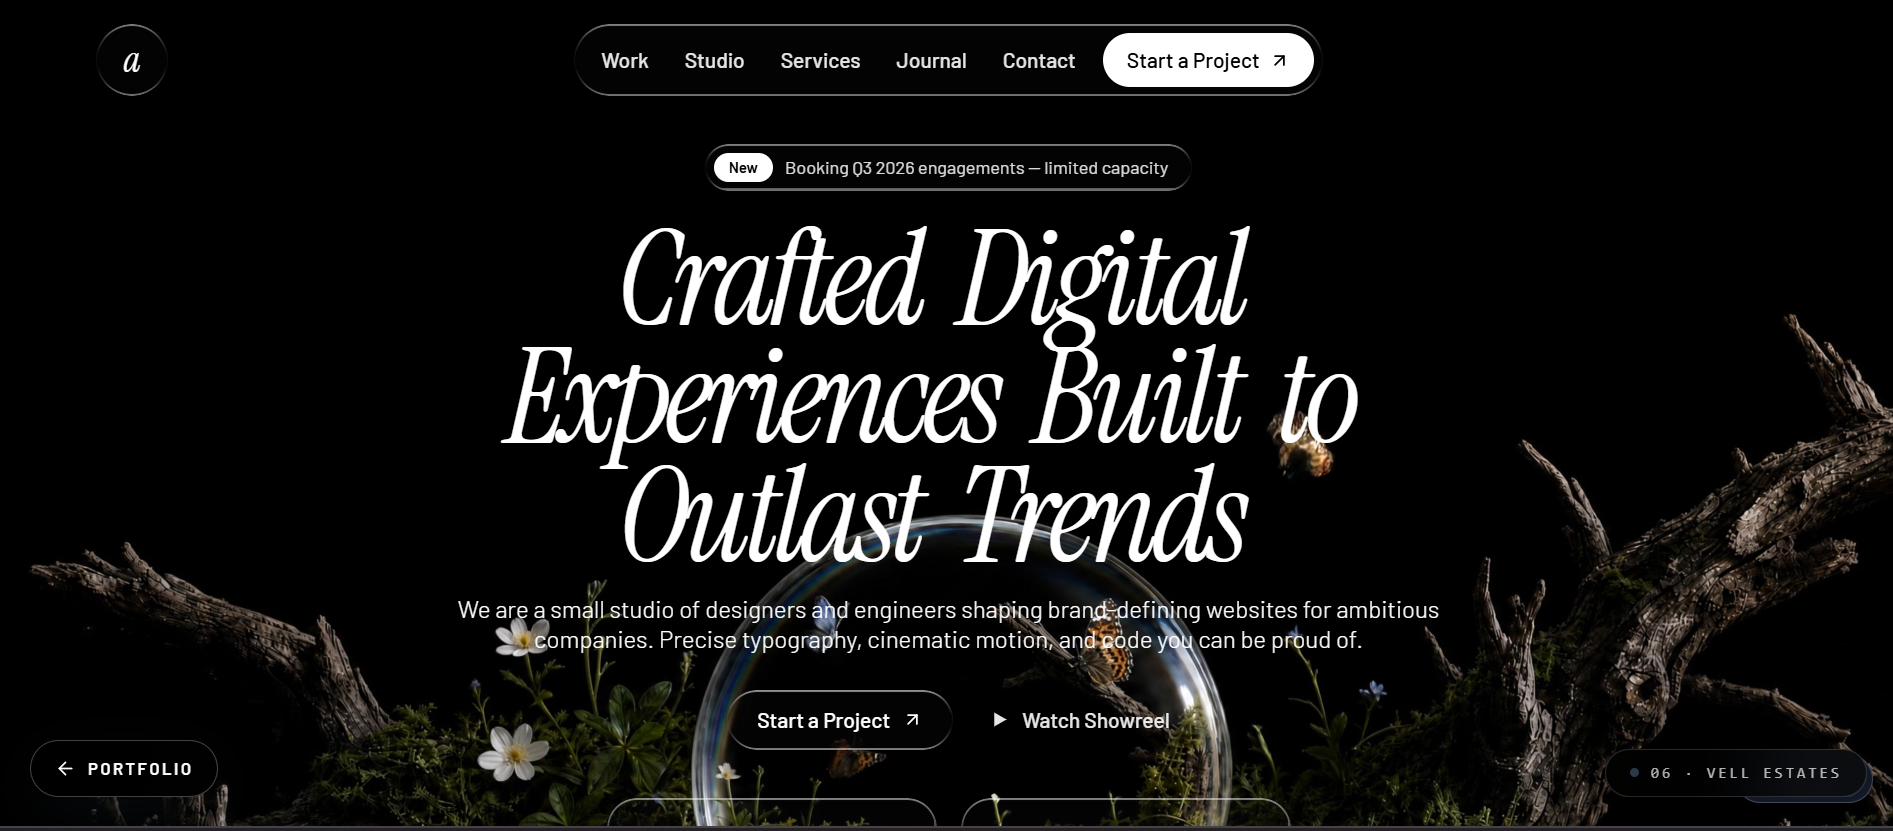 a
Work Studio Services Journal Contact Start a Project
New Booking Q3 2026 engagements — limited capacity
Crafted Digital
Experiences Built to
Outlast Trends
We are a small studio of designers and engineers shaping brand-defining websites for ambitious
companies. Precise typography, cinematic motion, and code you can be proud of.
Start a Project Watch Showreel
PORTFOLIO
06 · VELL ESTATES